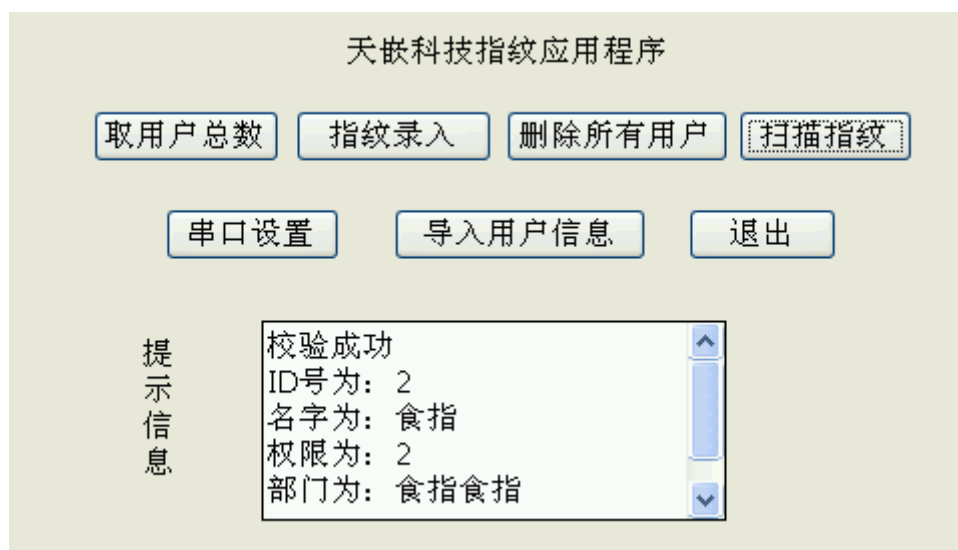 天嵌科技指纹应用程序
取用户总数 指纹录入 删除所有用户 扫描指纹
串口设置 导入用户信息 退出
提示信息
校验成功
ID号为: 2
名字为: 食指
权限为: 2
部门为: 食指食指